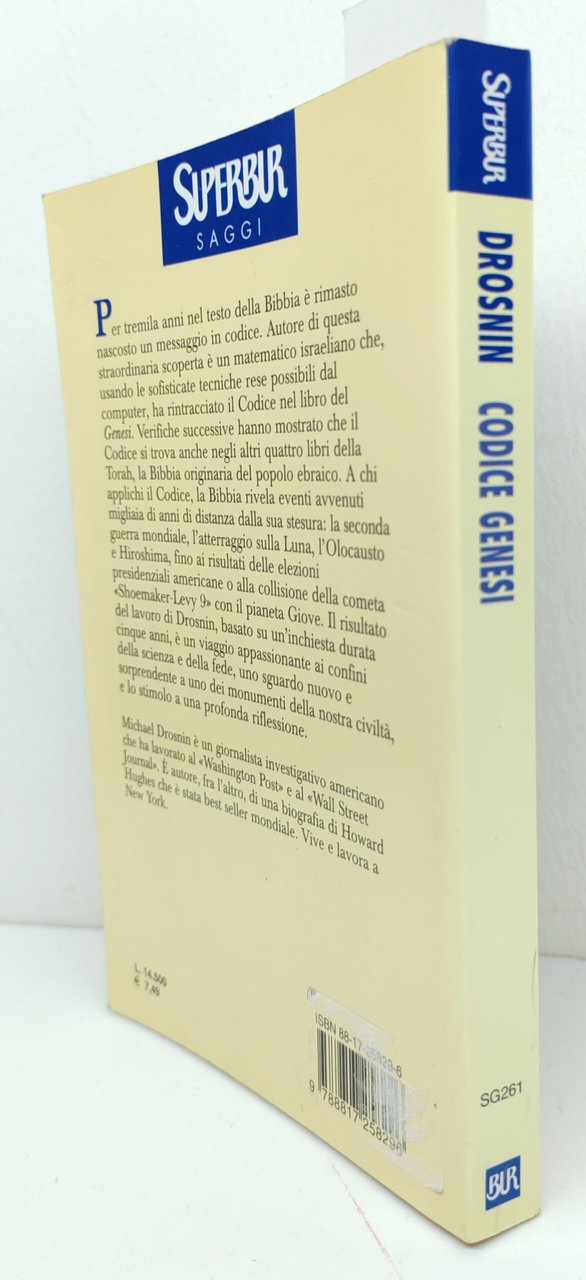 SUPERBUR
SAGGI
Per tremila anni nel testo della Bibbia è rimasto
nascosto un messaggio in codice. Autore di questa
straordinaria scoperta è un matematico israeliano che,
usando le sofisticate tecniche rese possibili dal
computer, ha rintracciato il Codice nel libro del
Genesi. Verifiche successive hanno mostrato che il
Codice si trova anche negli altri quattro libri della
Torah, la Bibbia originaria del popolo ebraico. A chi
applichi il Codice, la Bibbia rivela eventi avvenuti
migliaia di anni di distanza dalla sua stesura: la seconda
guerra mondiale, l'atterraggio sulla Luna, l'Olocausto
e Hiroshima, fino ai risultati delle elezioni
presidenziali americane o alla collisione della cometa
«Shoemaker-Levy 9» con il pianeta Giove. Il risultato
del lavoro di Drosnin, basato su un'inchiesta durata
cinque anni, è un viaggio appassionante ai confini
della scienza e della fede, uno sguardo nuovo e
sorprendente a uno dei monumenti della nostra civiltà,
e lo stimolo a una profonda riflessione.
Michael Drosnin è un giornalista investigativo americano
che ha lavorato al «Washington Post» e al «Wall Street
Journal». È autore, fra l'altro, di una biografia di Howard
Hughes che è stata best seller mondiale. Vive e lavora a
New York.
L. 14.500
€ 7,49
ISBN 88-17-25829-6
9 788817 258296
SUPERBUR
DROSNIN CODICE GENESI
SG261
BUR